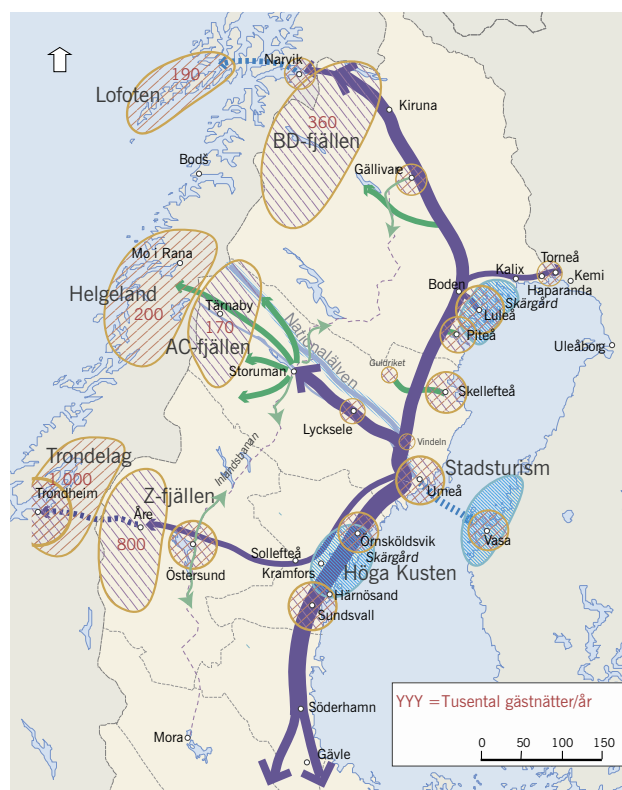 Narvik
190
Lofoten
Kiruna
360
BD-fjällen
Bodš
Gällivare
Mo i Rana
Torneå
Kalix
Kemi
Haparanda
Boden
Skärgård
Helgeland
Tärnaby
Luleå
200
170
Piteå
AC-fjällen
Nationalälven
Uleåborg
Storuman
Guldriket
Skellefteå
Lycksele
Vindeln
Trondelag
Inlandsbanan
Stadsturism
1 000
Z-fjällen
Umeå
Trondheim
Åre
800
Örnsköldsvik
Vasa
Sollefteå
Skärgård
Östersund
Kramfors
Höga Kusten
Härnösand
Sundsvall
YYY =Tusental gästnätter/år
Söderhamn
Mora
0 50 100 150
Gävle